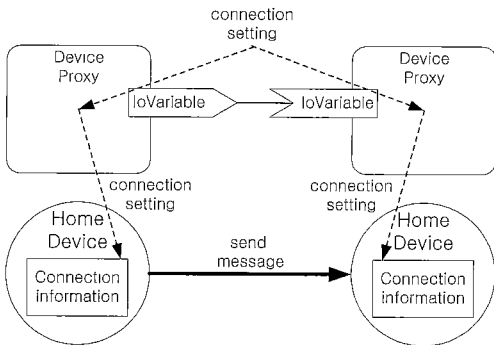 connection
setting
Device
Proxy
Device
Proxy
IoVariable
IoVariable
connection
setting
connection
setting
Home
Device
send
message
Home
Device
Connection
information
Connection
information